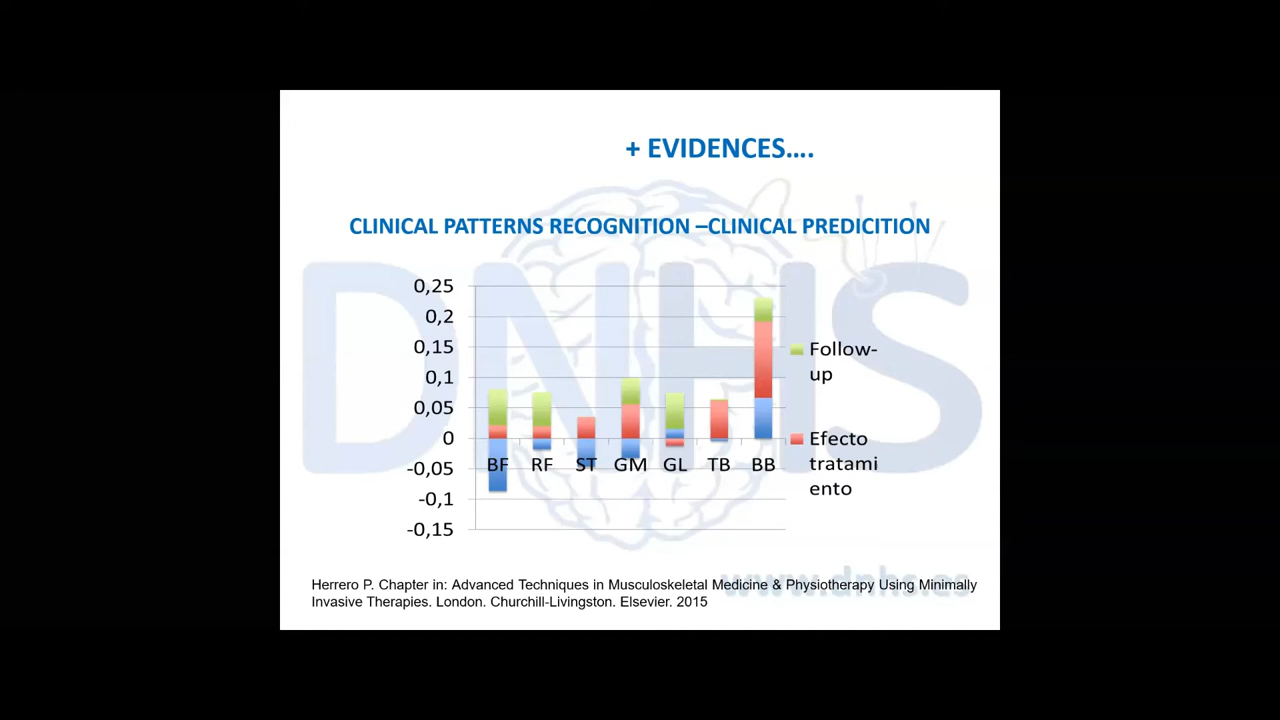 + EVIDENCES....
CLINICAL PATTERNS RECOGNITION –CLINICAL PREDICITION
DNHS
0,25
0,2
0,15
0,1
0,05
0
-0,05
-0,1
-0,15
BF RF ST GM GL TB BB
Follow-
up
Efecto
tratami
ento
www.dnhs.es
Herrero P. Chapter in: Advanced Techniques in Musculoskeletal Medicine & Physiotherapy Using Minimally
Invasive Therapies. London. Churchill-Livingston. Elsevier. 2015